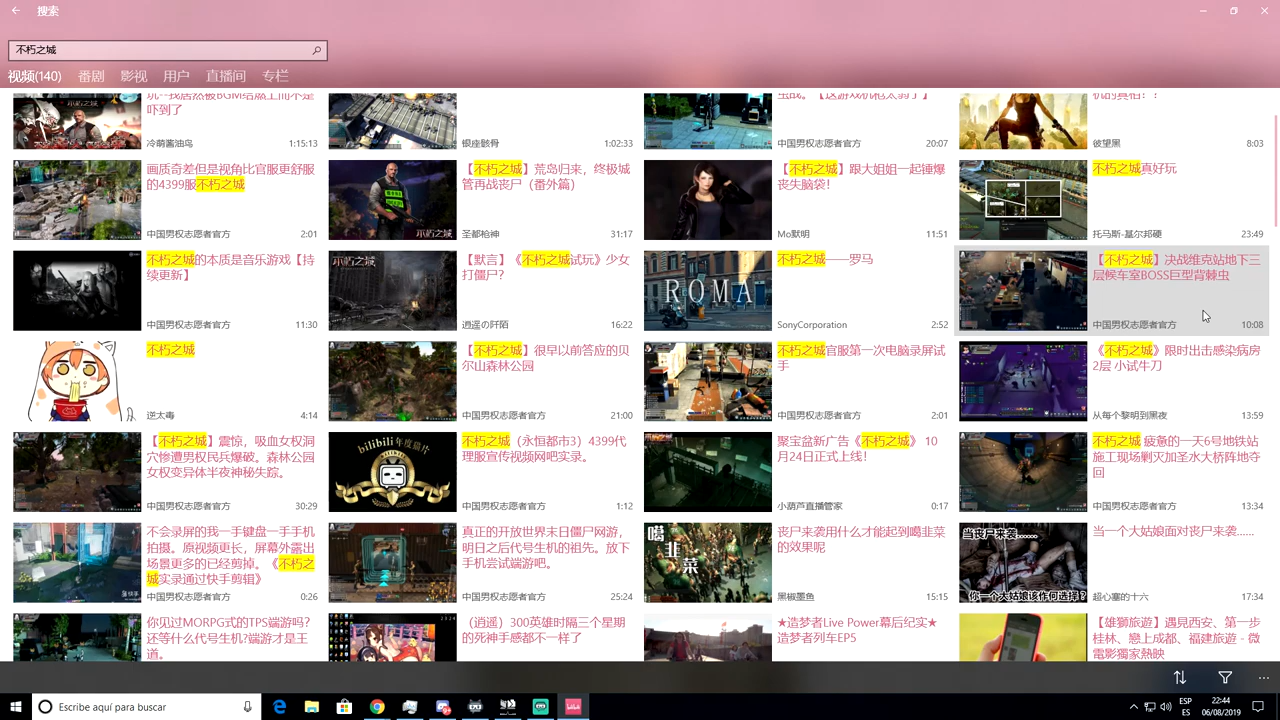 搜索
不朽之城
视频(140) 番剧 影视 用户 直播间 专栏
吓到了
冷萌酱油鸟 1:15:13
银座骸骨 1:02:33
中国男权志愿者官方 20:07
彼望黑 8:03
画质奇差但是视角比官服更舒服
的4399服不朽之城
中国男权志愿者官方 2:01
【不朽之城】荒岛归来，终极城
管再战丧尸（番外篇）
不朽之城
圣都枪神 31:17
【不朽之城】跟大姐姐一起锤爆
丧失脑袋！
Mo默明 11:51
不朽之城真好玩
托马斯-基尔邦硬 23:49
不朽之城的本质是音乐游戏【持
续更新】
中国男权志愿者官方 11:30
不朽之城
【默言】《不朽之城试玩》少女
打僵尸？
逍遥の阡陌 16:22
ROMA
不朽之城——罗马
SonyCorporation 2:52
【不朽之城】决战维克站地下三
层候车室BOSS巨型背棘虫
中国男权志愿者官方 10:08
不朽之城
逆太毒 4:14
【不朽之城】很早以前答应的贝
尔山森林公园
中国男权志愿者官方 21:00
不朽之城官服第一次电脑录屏试
手
中国男权志愿者官方 2:01
《不朽之城》限时出击感染病房
2层 小试牛刀
从每个黎明到黑夜 13:59
【不朽之城】震惊，吸血女权洞
穴惨遭男权民兵爆破。森林公园
女权变异体半夜神秘失踪。
中国男权志愿者官方 30:29
bilibili年度猫片
不朽之城（永恒都市3）4399代
理服宣传视频网吧实录。
中国男权志愿者官方 1:12
聚宝盆新广告《不朽之城》 10
月24日正式上线！
小葫芦直播管家 0:17
不朽之城 疲惫的一天6号地铁站
施工现场剿灭加圣水大桥阵地夺
回
中国男权志愿者官方 13:34
不会录屏的我一手键盘一手手机
拍摄。原视频更长，屏幕外露出
场景更多的已经剪掉。《不朽之
城实录通过快手剪辑》
快手
中国男权志愿者官方 0:26
真正的开放世界末日僵尸网游，
明日之后代号生机的祖先。放下
手机尝试端游吧。
中国男权志愿者官方 25:24
噶韭菜
丧尸来袭用什么才能起到噶韭菜
的效果呢
黑椒墨鱼 15:15
当丧尸来袭......
你一个大姑娘该作何选择？
当一个大姑娘面对丧尸来袭......
超心塞的十六 17:34
你见过MORPG式的TPS端游吗？
还等什么代号生机?端游才是王
道。
（逍遥）300英雄时隔三个星期
的死神手感都不一样了
★造梦者Live Power幕后纪实★
造梦者列车EP5
【雄獅旅遊】遇見西安、第一步
桂林、戀上成都、福建旅遊 - 微
電影獨家熱映
Escribe aquí para buscar
ESP
ES
22:44
06/08/2019